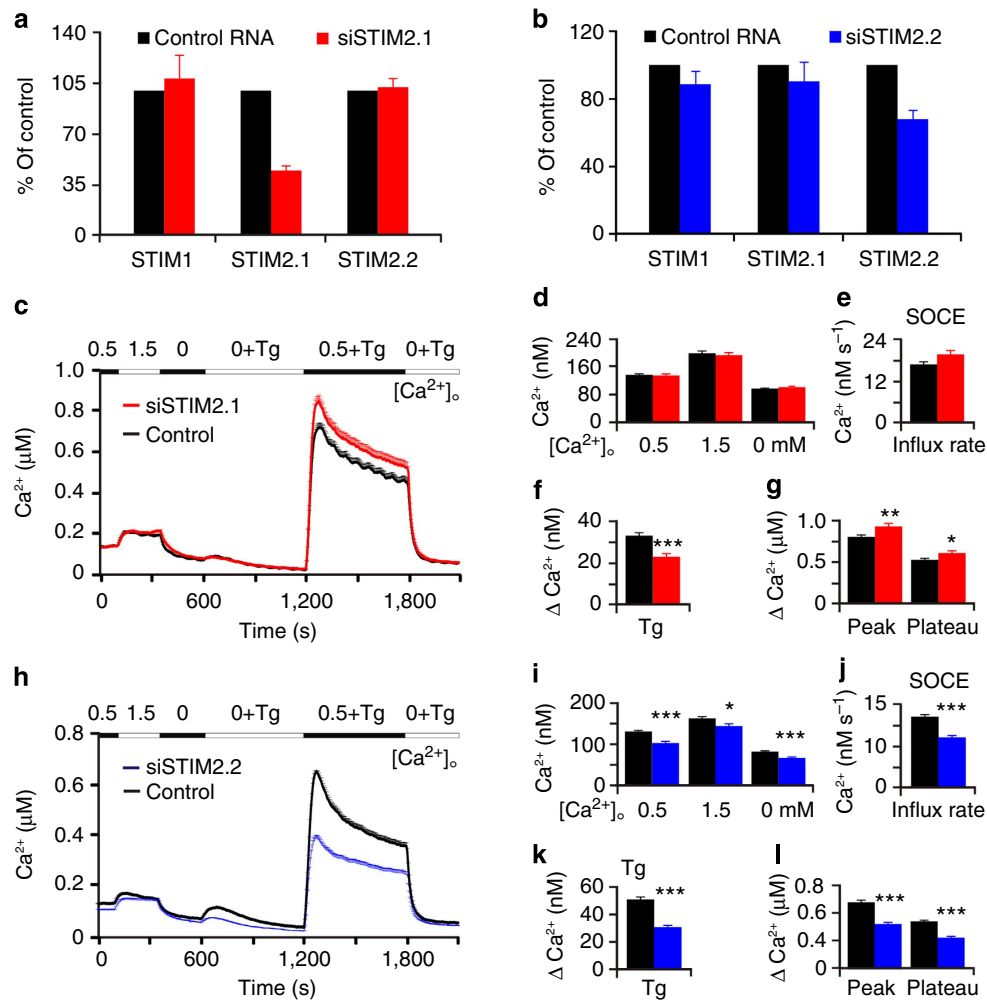 a
Control RNA siSTIM2.1
% Of control
140
105
70
35
0
STIM1 STIM2.1 STIM2.2
b
Control RNA siSTIM2.2
% Of control
120
80
40
0
STIM1 STIM2.1 STIM2.2
c
0.5 1.5 0 0+Tg 0.5+Tg 0+Tg
[Ca²⁺]ₒ
siSTIM2.1
Control
Ca²⁺ (μM)
1.0
0.8
0.6
0.4
0.2
0
0 600 1,200 1,800
Time (s)
d
Ca²⁺ (nM)
240
160
80
0
[Ca²⁺]ₒ 0.5 1.5 0 mM
e
SOCE
Ca²⁺ (nM s⁻¹)
24
18
12
6
0
Influx rate
f
Δ Ca²⁺ (nM)
40
30
20
10
0
***
Tg
g
Δ Ca²⁺ (μM)
1.0
0.5
0
** *
Peak Plateau
h
0.5 1.5 0 0+Tg 0.5+Tg 0+Tg
[Ca²⁺]ₒ
siSTIM2.2
Control
Ca²⁺ (μM)
0.8
0.6
0.4
0.2
0
0 600 1,200 1,800
Time (s)
i
Ca²⁺ (nM)
200
150
100
50
0
*** * ***
[Ca²⁺]ₒ 0.5 1.5 0 mM
j
SOCE
Ca²⁺ (nM s⁻¹)
15
10
5
0
***
Influx rate
k
Tg
Δ Ca²⁺ (nM)
60
50
40
30
20
10
0
***
Tg
l
Δ Ca²⁺ (μM)
0.8
0.6
0.4
0
*** ***
Peak Plateau